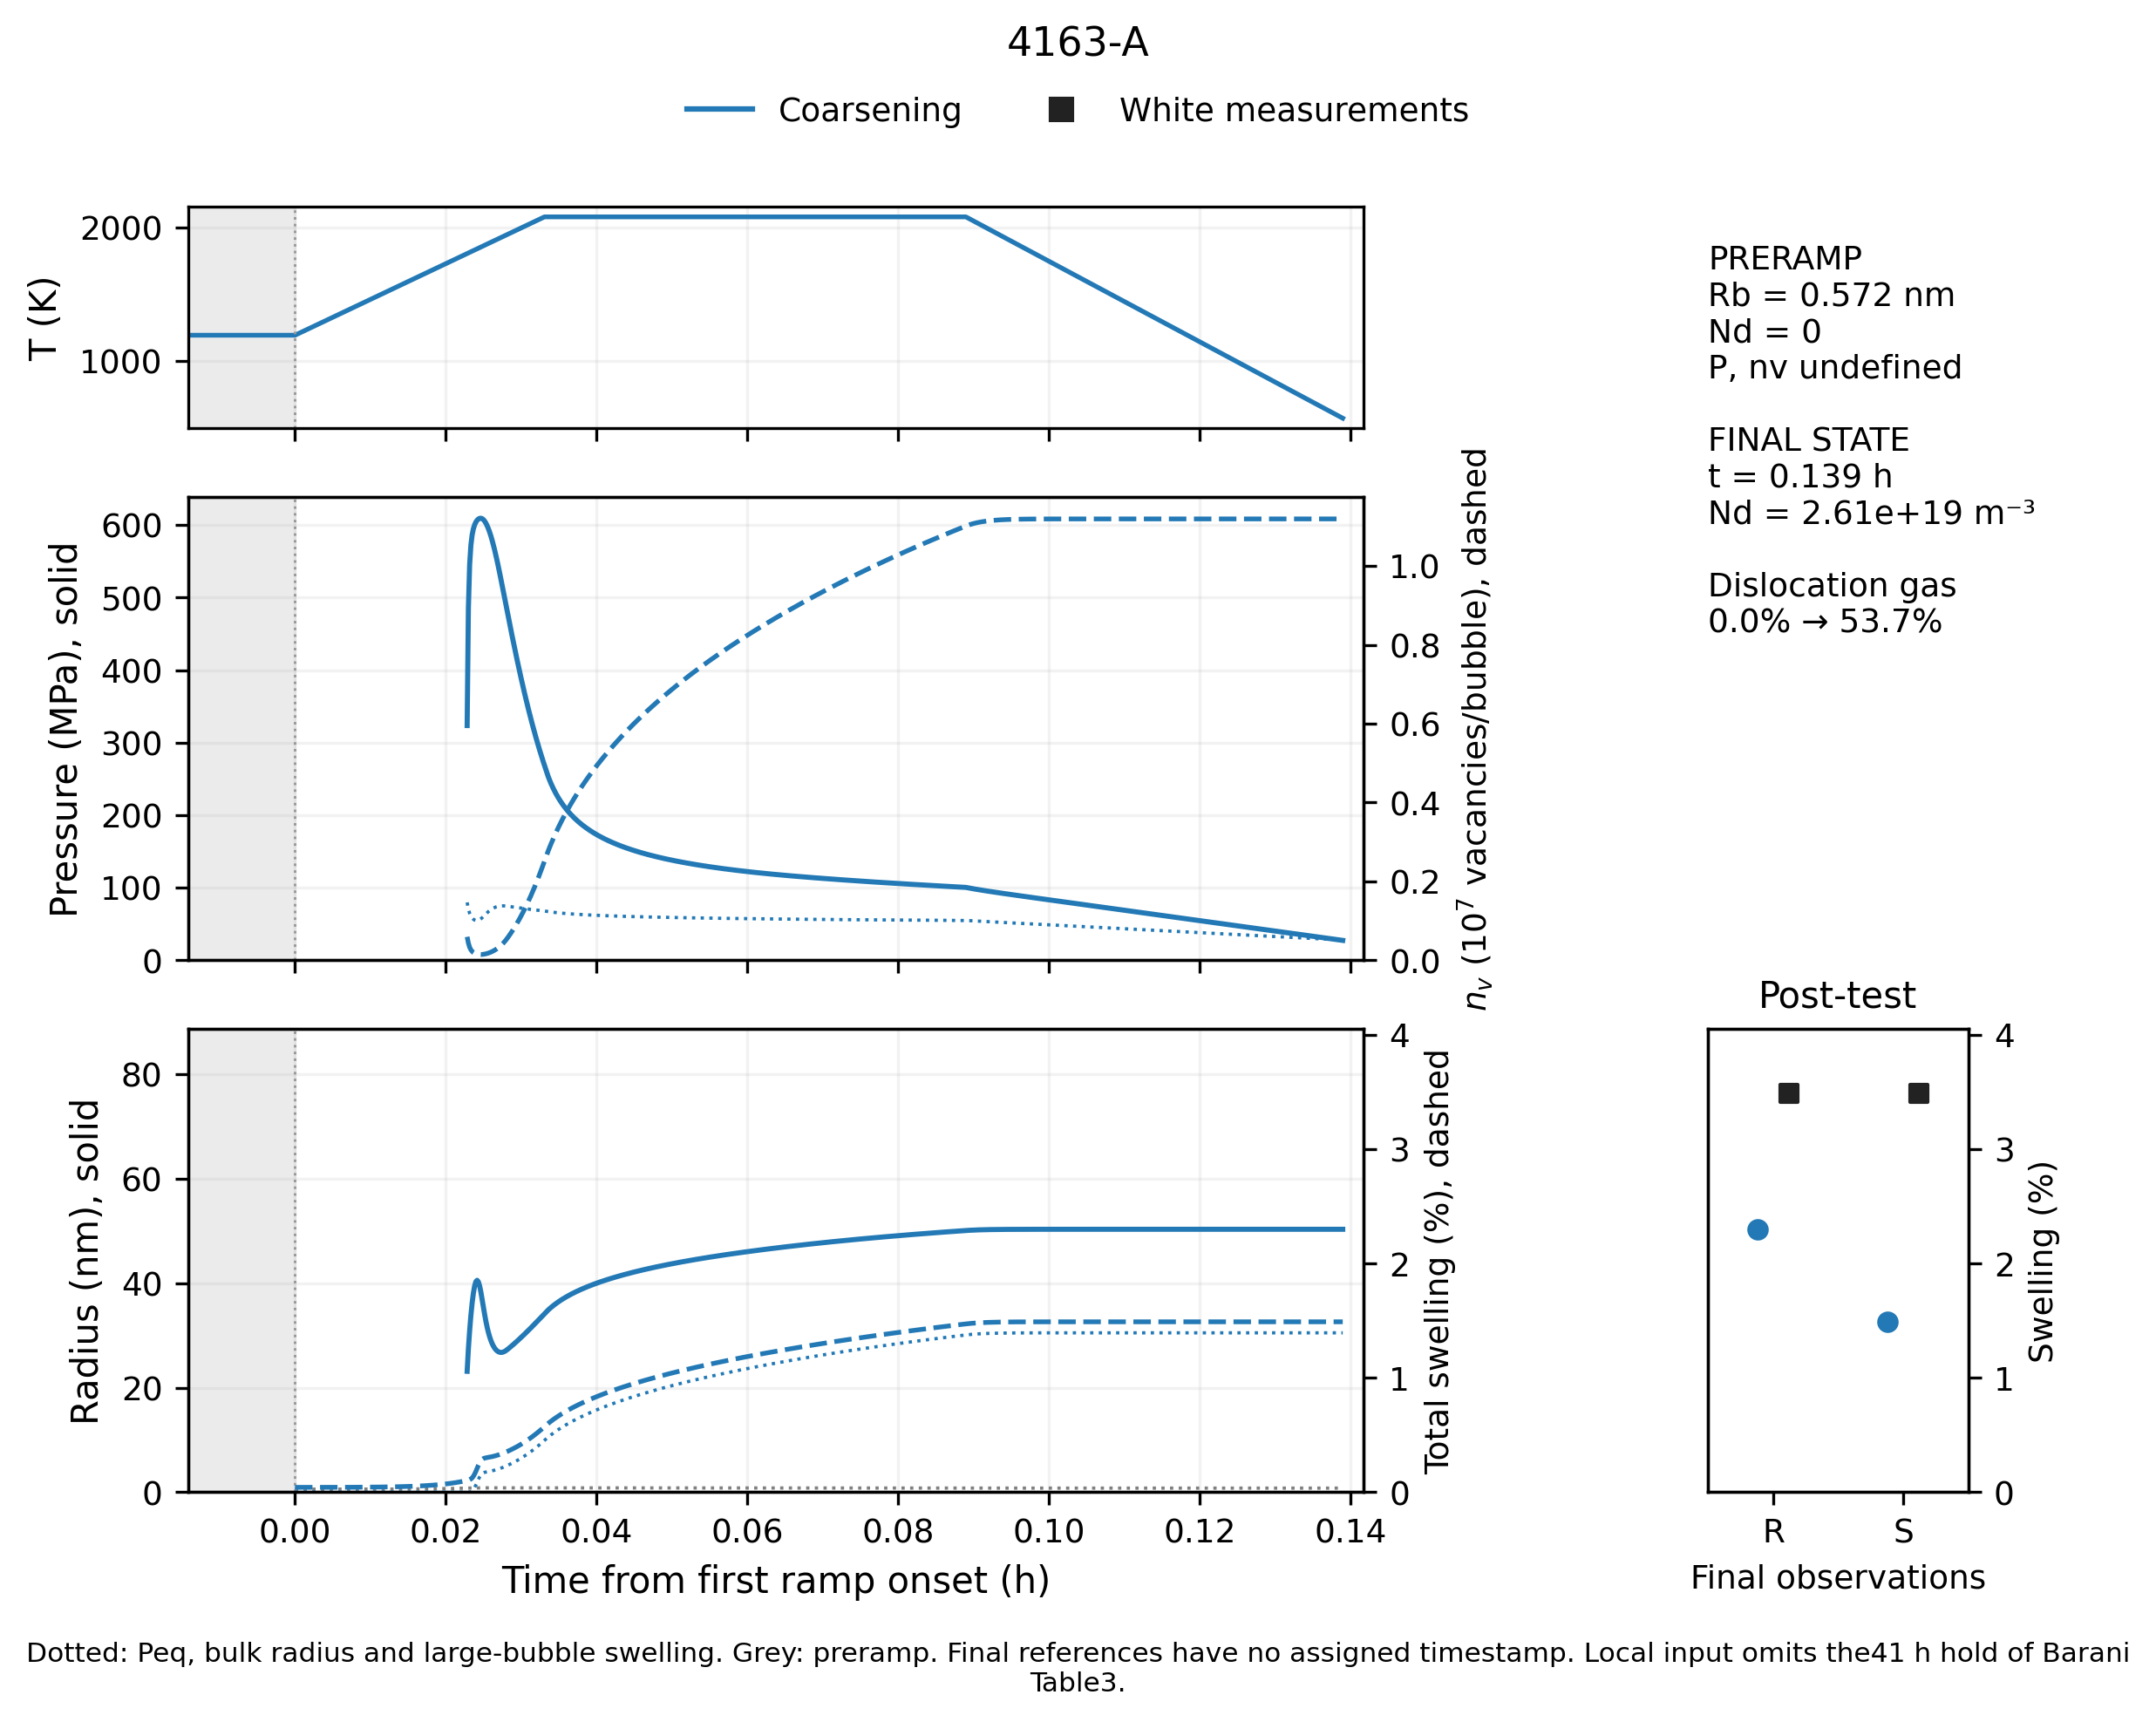 4163-A
Coarsening
White measurements
T (K)
2000
1000
Pressure (MPa), solid
600
500
400
300
200
100
0
1.0
0.8
0.6
0.4
0.2
0.0
n_v (10⁷ vacancies/bubble), dashed
Radius (nm), solid
80
60
40
20
0
4
3
2
1
0
Total swelling (%), dashed
0.00 0.02 0.04 0.06 0.08 0.10 0.12 0.14
Time from first ramp onset (h)
PRERAMP
Rb = 0.572 nm
Nd = 0
P, nv undefined
FINAL STATE
t = 0.139 h
Nd = 2.61e+19 m⁻³
Dislocation gas
0.0% → 53.7%
Post-test
4
3
2
1
0
Swelling (%)
R S
Final observations
Dotted: Peq, bulk radius and large-bubble swelling. Grey: preramp. Final references have no assigned timestamp. Local input omits the41 h hold of Barani
Table3.